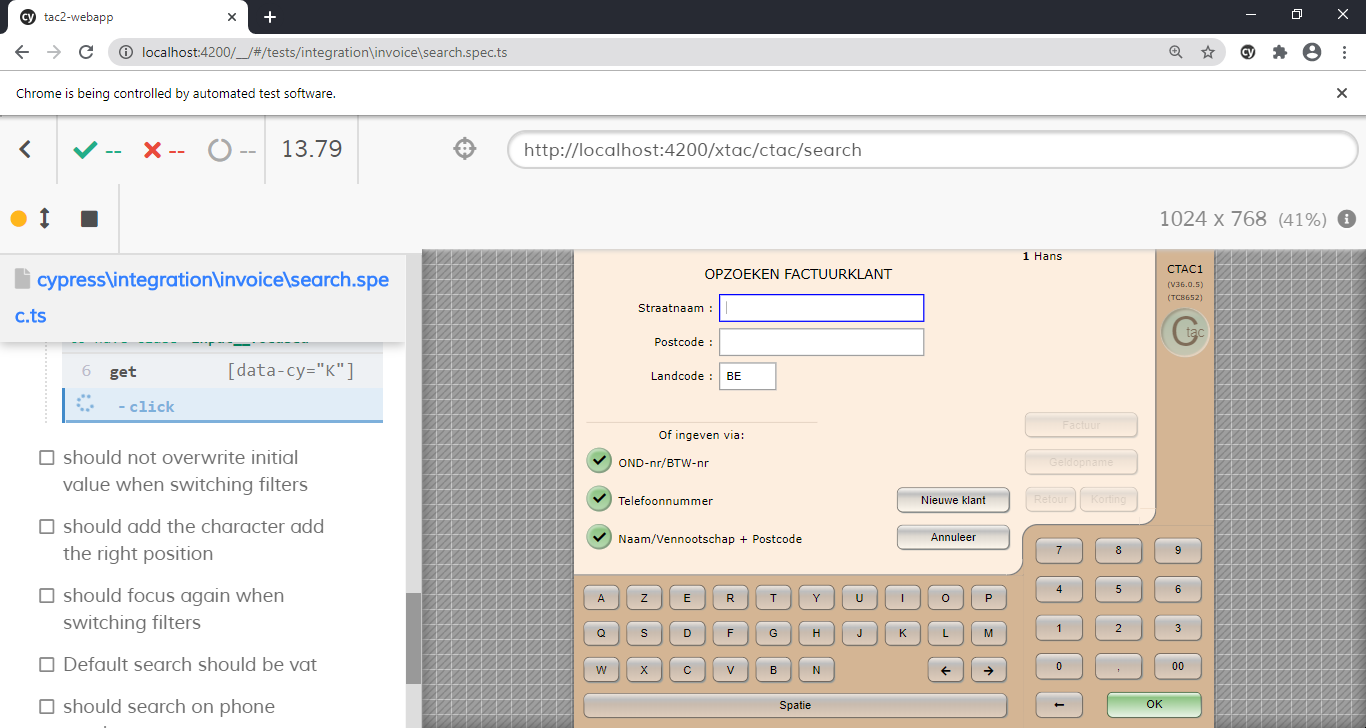 tac2-webapp
localhost:4200/__/#/tests/integration\invoice\search.spec.ts
Chrome is being controlled by automated test software.
-- -- -- 13.79
http://localhost:4200/xtac/ctac/search
1024 x 768 (41%)
cypress\integration\invoice\search.spe
c.ts
6 get [data-cy="K"]
- click
should not overwrite initial
value when switching filters
should add the character add
the right position
should focus again when
switching filters
Default search should be vat
should search on phone
1 Hans
OPZOEKEN FACTUURKLANT
Straatnaam :
Postcode :
Landcode : BE
Of ingeven via:
OND-nr/BTW-nr
Telefoonnummer
Naam/Vennootschap + Postcode
Nieuwe klant
Annuleer
Factuur
Geldopname
Retour Korting
CTAC1
(V36.0.5)
(TC8652)
Ctac
A Z E R T Y U I O P
Q S D F G H J K L M
W X C V B N ← →
Spatie
7 8 9
4 5 6
1 2 3
0 , 00
← OK